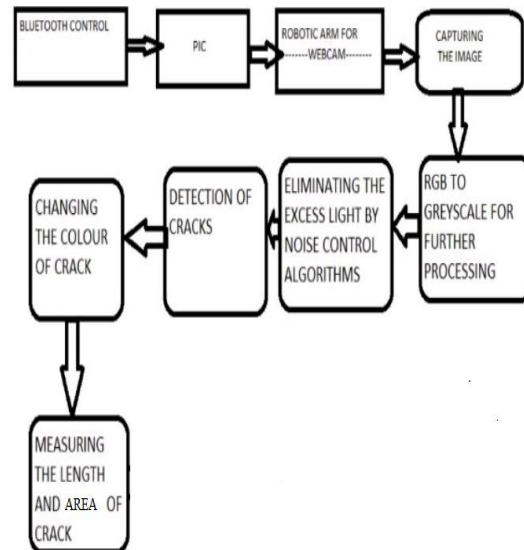 BLUETOOTH CONTROL
PIC
ROBOTIC ARM FOR
--------WEBCAM-------
CAPTURING
THE IMAGE
RGB TO
GREYSCALE FOR
FURTHER
PROCESSING
ELIMINATING THE
EXCESS LIGHT BY
NOISE CONTROL
ALGORITHMS
DETECTION OF
CRACKS
CHANGING
THE COLOUR
OF CRACK
MEASURING
THE LENGTH
AND AREA OF
CRACK